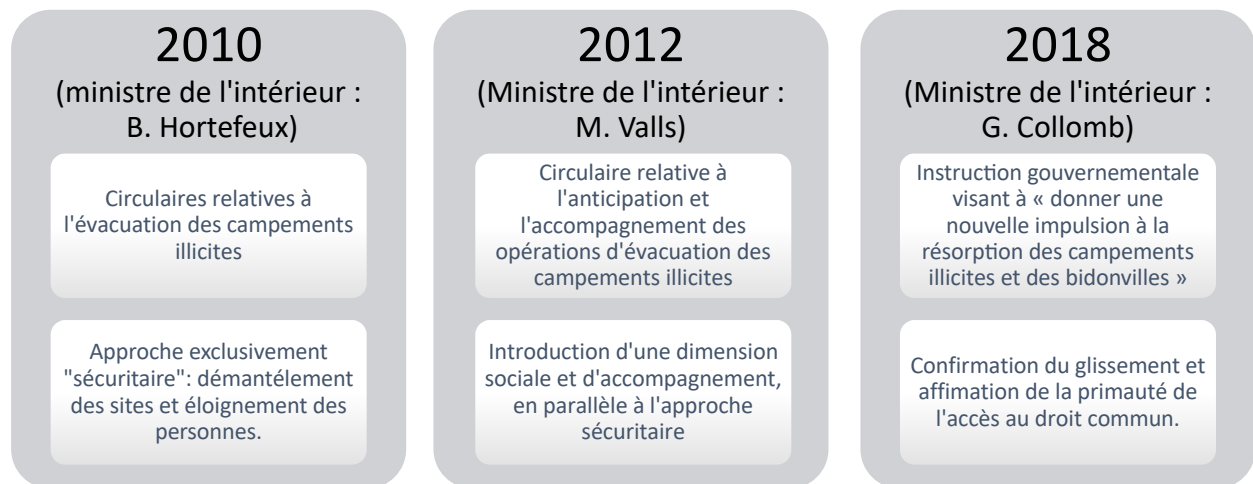 2010
(ministre de l'intérieur :
B. Hortefeux)
Circulaires relatives à
l'évacuation des campements
illicites
Approche exclusivement
"sécuritaire": démantélement
des sites et éloignement des
personnes.
2012
(Ministre de l'intérieur :
M. Valls)
Circulaire relative à
l'anticipation et
l'accompagnement des
opérations d'évacuation des
campements illicites
Introduction d'une dimension
sociale et d'accompagnement,
en parallèle à l'approche
sécuritaire
2018
(Ministre de l'intérieur :
G. Collomb)
Instruction gouvernementale
visant à « donner une
nouvelle impulsion à la
résorption des campements
illicites et des bidonvilles »
Confirmation du glissement et
affimation de la primauté de
l'accès au droit commun.